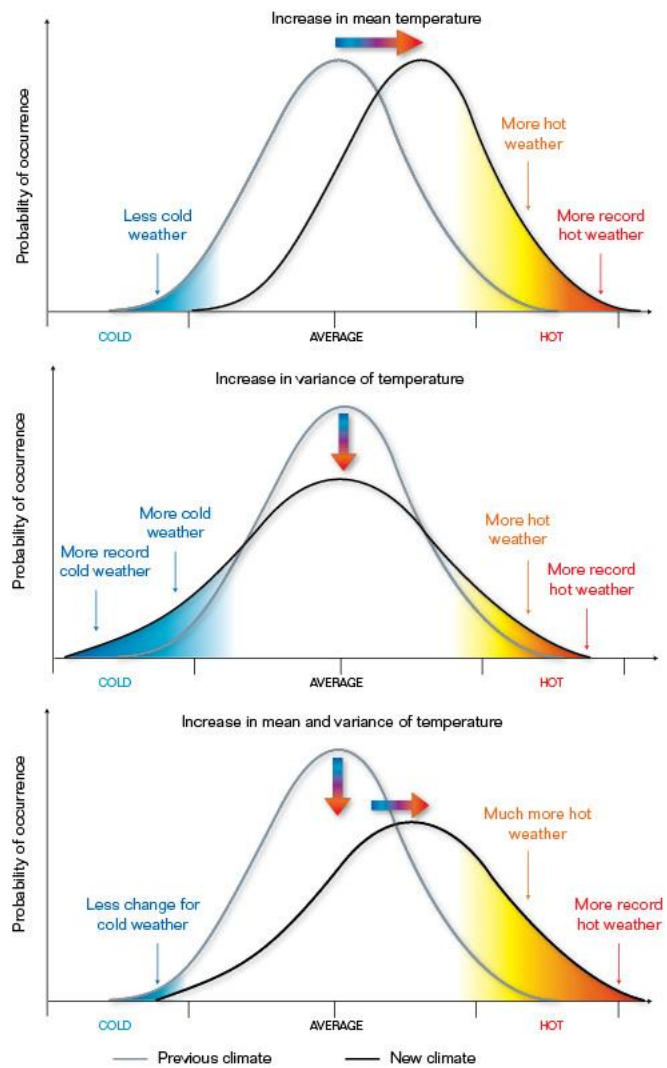 Increase in mean temperature
Probability of occurrence
More hot
weather
Less cold
weather
More record
hot weather
COLD
AVERAGE
HOT
Increase in variance of temperature
Probability of occurrence
More cold
weather
More record
cold weather
More hot
weather
More record
hot weather
COLD
AVERAGE
HOT
Increase in mean and variance of temperature
Probability of occurrence
Much more hot
weather
Less change for
cold weather
More record
hot weather
COLD
AVERAGE
HOT
Previous climate
New climate